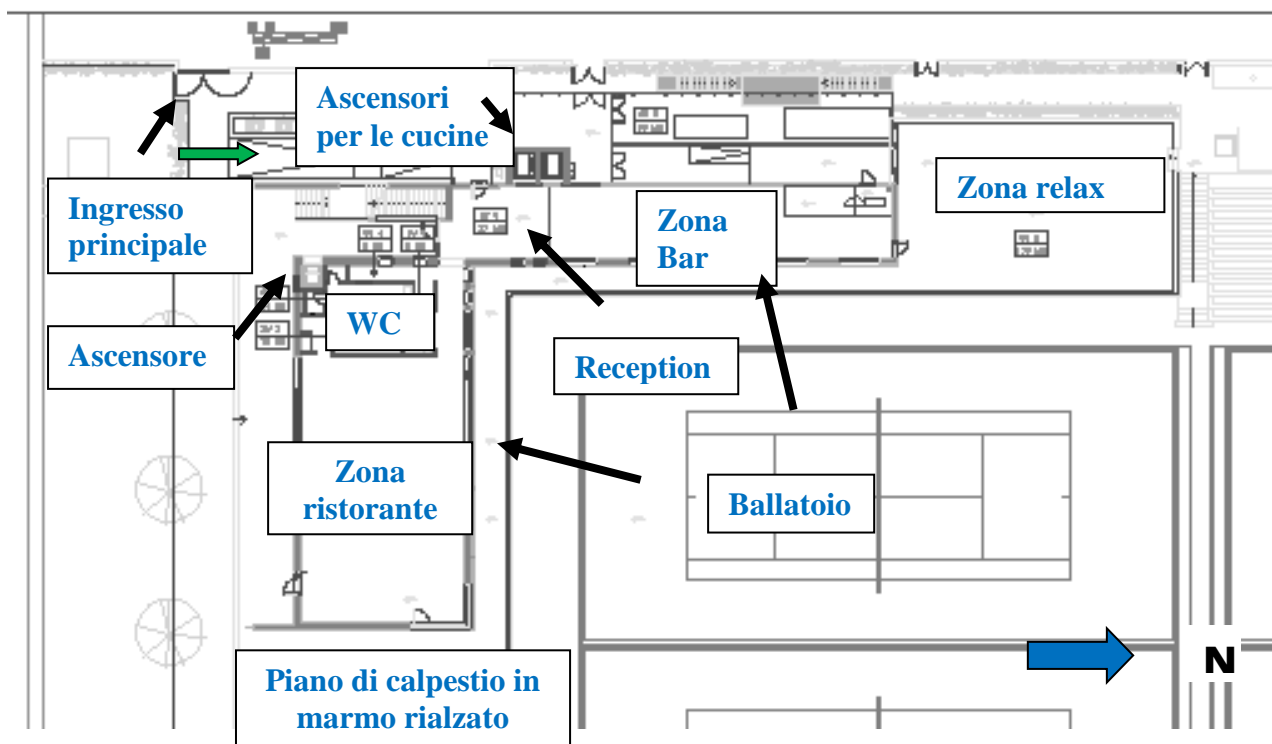 Ascensori
per le cucine
Ingresso
principale
Zona
Bar
Zona relax
Ascensore
WC
Reception
Zona
ristorante
Ballatoio
Piano di calpestio in
marmo rialzato
N